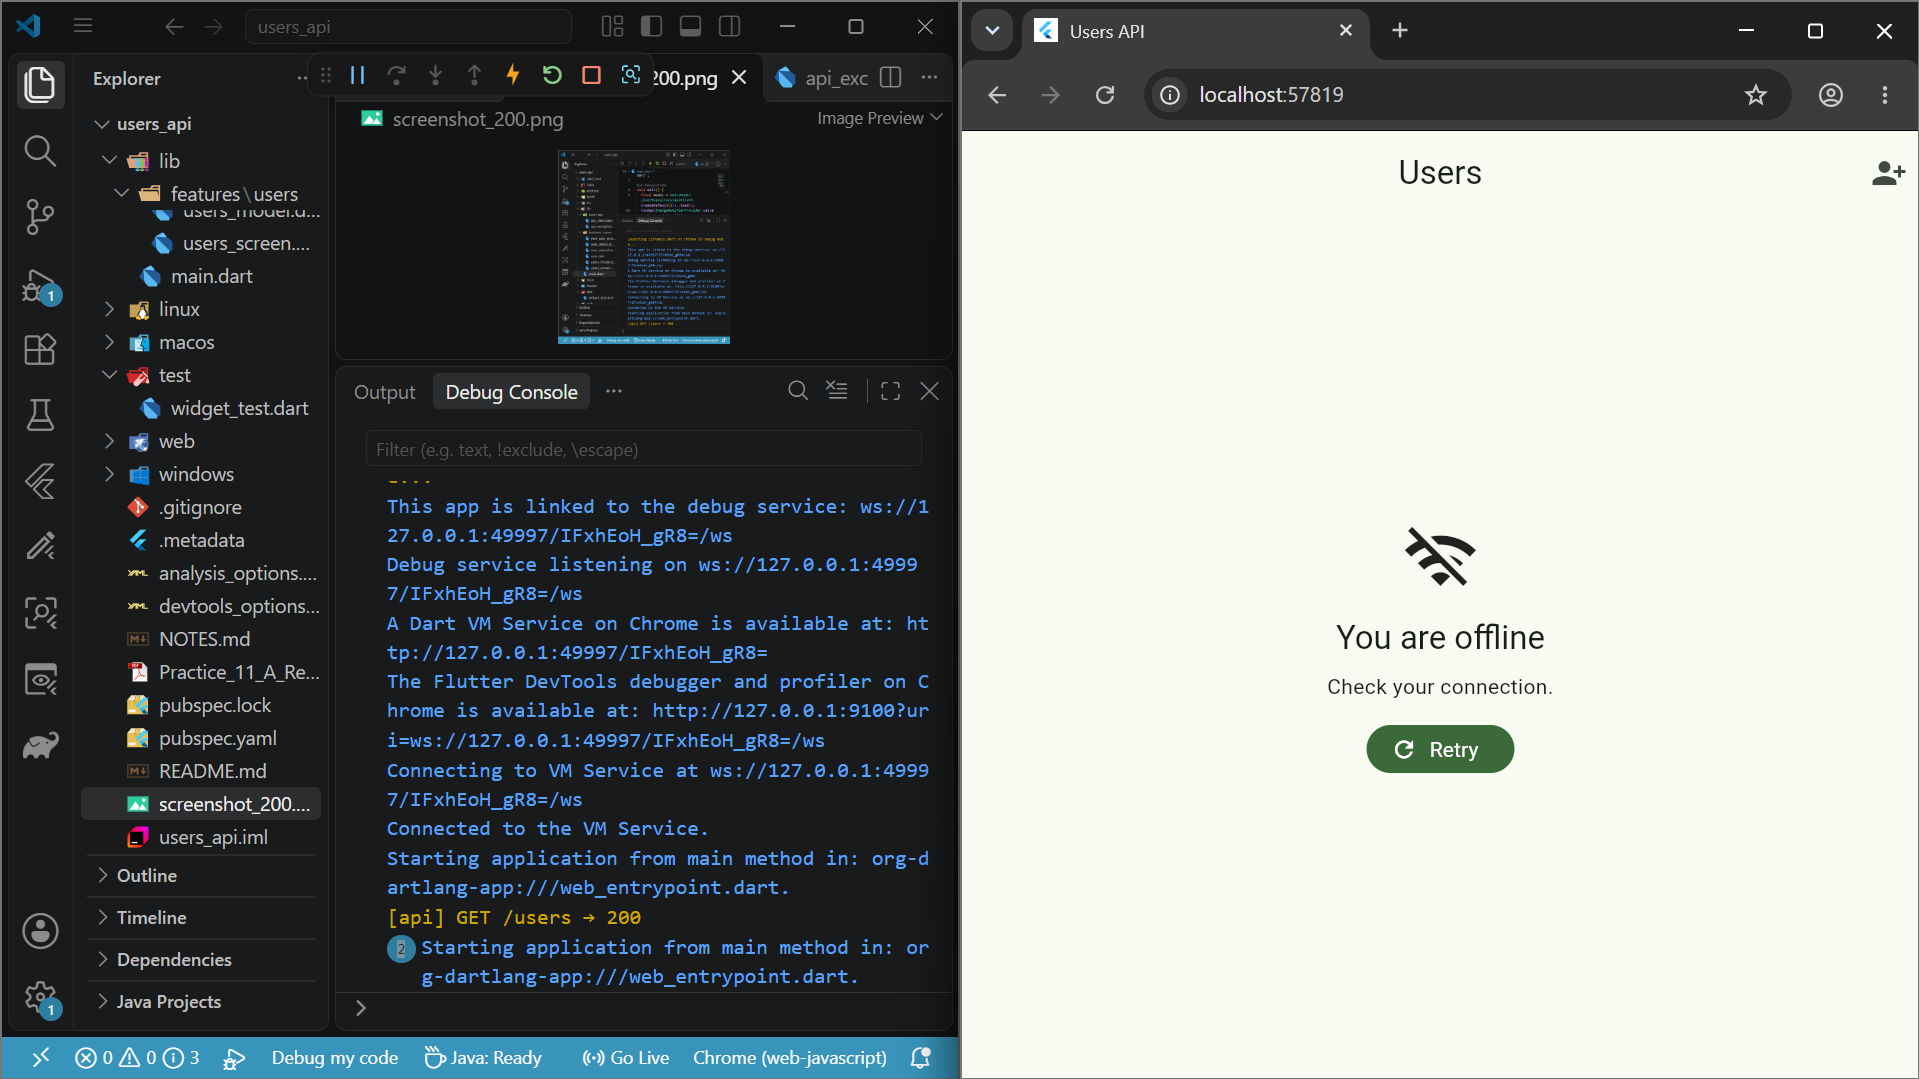 users_api
Explorer
200.png
api_exc
users_api
lib
features\users
users_screen....
main.dart
linux
macos
test
widget_test.dart
web
windows
.gitignore
.metadata
analysis_options....
devtools_options...
NOTES.md
Practice_11_A_Re...
pubspec.lock
pubspec.yaml
README.md
screenshot_200....
users_api.iml
Outline
Timeline
Dependencies
Java Projects
1
1
screenshot_200.png
Image Preview
Output
Debug Console
Filter (e.g. text, !exclude, \escape)
This app is linked to the debug service: ws://1
27.0.0.1:49997/IFxhEoH_gR8=/ws
Debug service listening on ws://127.0.0.1:4999
7/IFxhEoH_gR8=/ws
A Dart VM Service on Chrome is available at: ht
tp://127.0.0.1:49997/IFxhEoH_gR8=
The Flutter DevTools debugger and profiler on C
hrome is available at: http://127.0.0.1:9100?ur
i=ws://127.0.0.1:49997/IFxhEoH_gR8=/ws
Connecting to VM Service at ws://127.0.0.1:4999
7/IFxhEoH_gR8=/ws
Connected to the VM Service.
Starting application from main method in: org-d
artlang-app:///web_entrypoint.dart.
[api] GET /users → 200
2 Starting application from main method in: or
g-dartlang-app:///web_entrypoint.dart.
0 0 3 Debug my code Java: Ready Go Live Chrome (web-javascript)
Users API
localhost:57819
Users
You are offline
Check your connection.
Retry